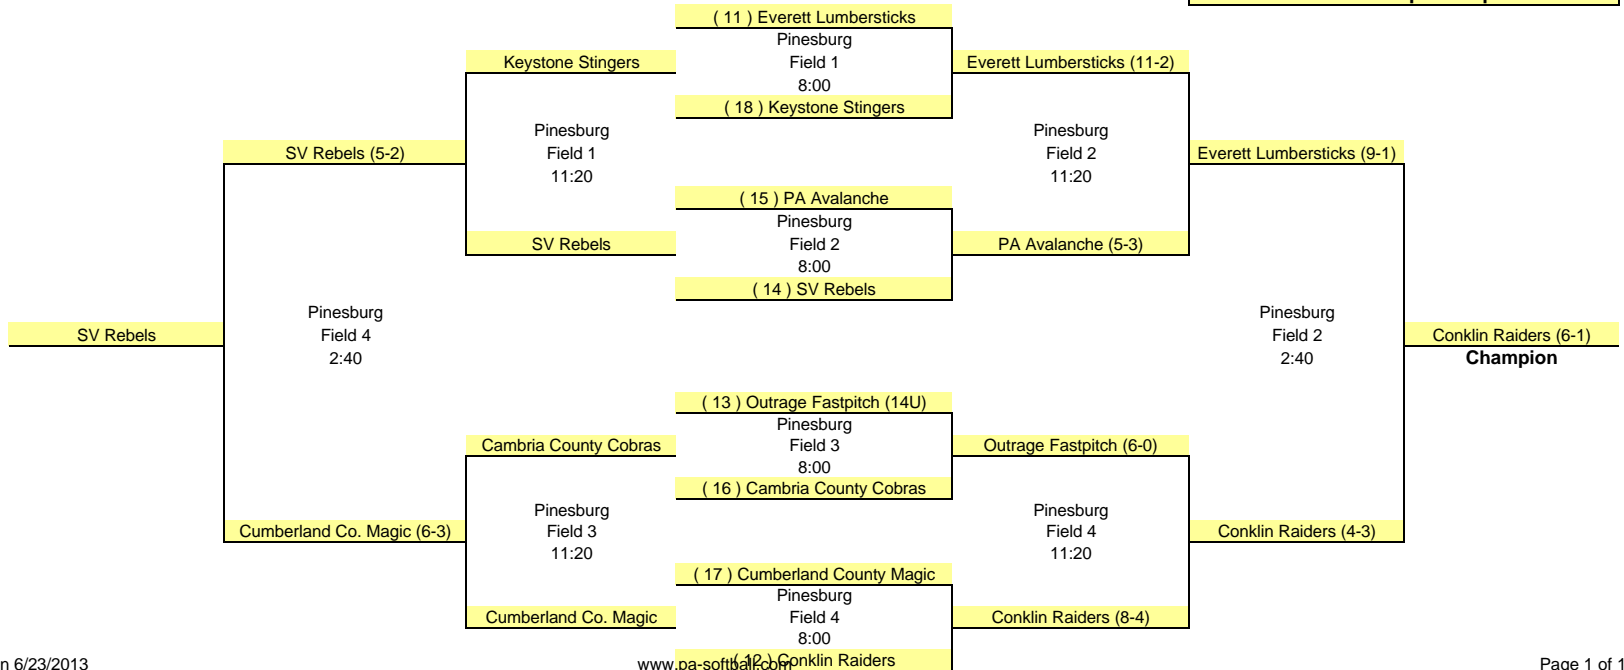 ( 11 ) Everett Lumbersticks
Pinesburg
Keystone Stingers
Field 1
Everett Lumbersticks (11-2)
8:00
( 18 ) Keystone Stingers
Pinesburg
Pinesburg
SV Rebels (5-2)
Field 1
Field 2
Everett Lumbersticks (9-1)
11:20
11:20
( 15 ) PA Avalanche
Pinesburg
SV Rebels
Field 2
PA Avalanche (5-3)
8:00
( 14 ) SV Rebels
Pinesburg
Pinesburg
SV Rebels
Field 4
Field 2
Conklin Raiders (6-1)
2:40
2:40
Champion
( 13 ) Outrage Fastpitch (14U)
Pinesburg
Cambria County Cobras
Field 3
Outrage Fastpitch (6-0)
8:00
( 16 ) Cambria County Cobras
Pinesburg
Pinesburg
Cumberland Co. Magic (6-3)
Field 3
Field 4
Conklin Raiders (4-3)
11:20
11:20
( 17 ) Cumberland County Magic
Pinesburg
Cumberland Co. Magic
Field 4
Conklin Raiders (8-4)
8:00
( 12 ) Conklin Raiders
n 6/23/2013
www.pa-softball.com
Page 1 of 1